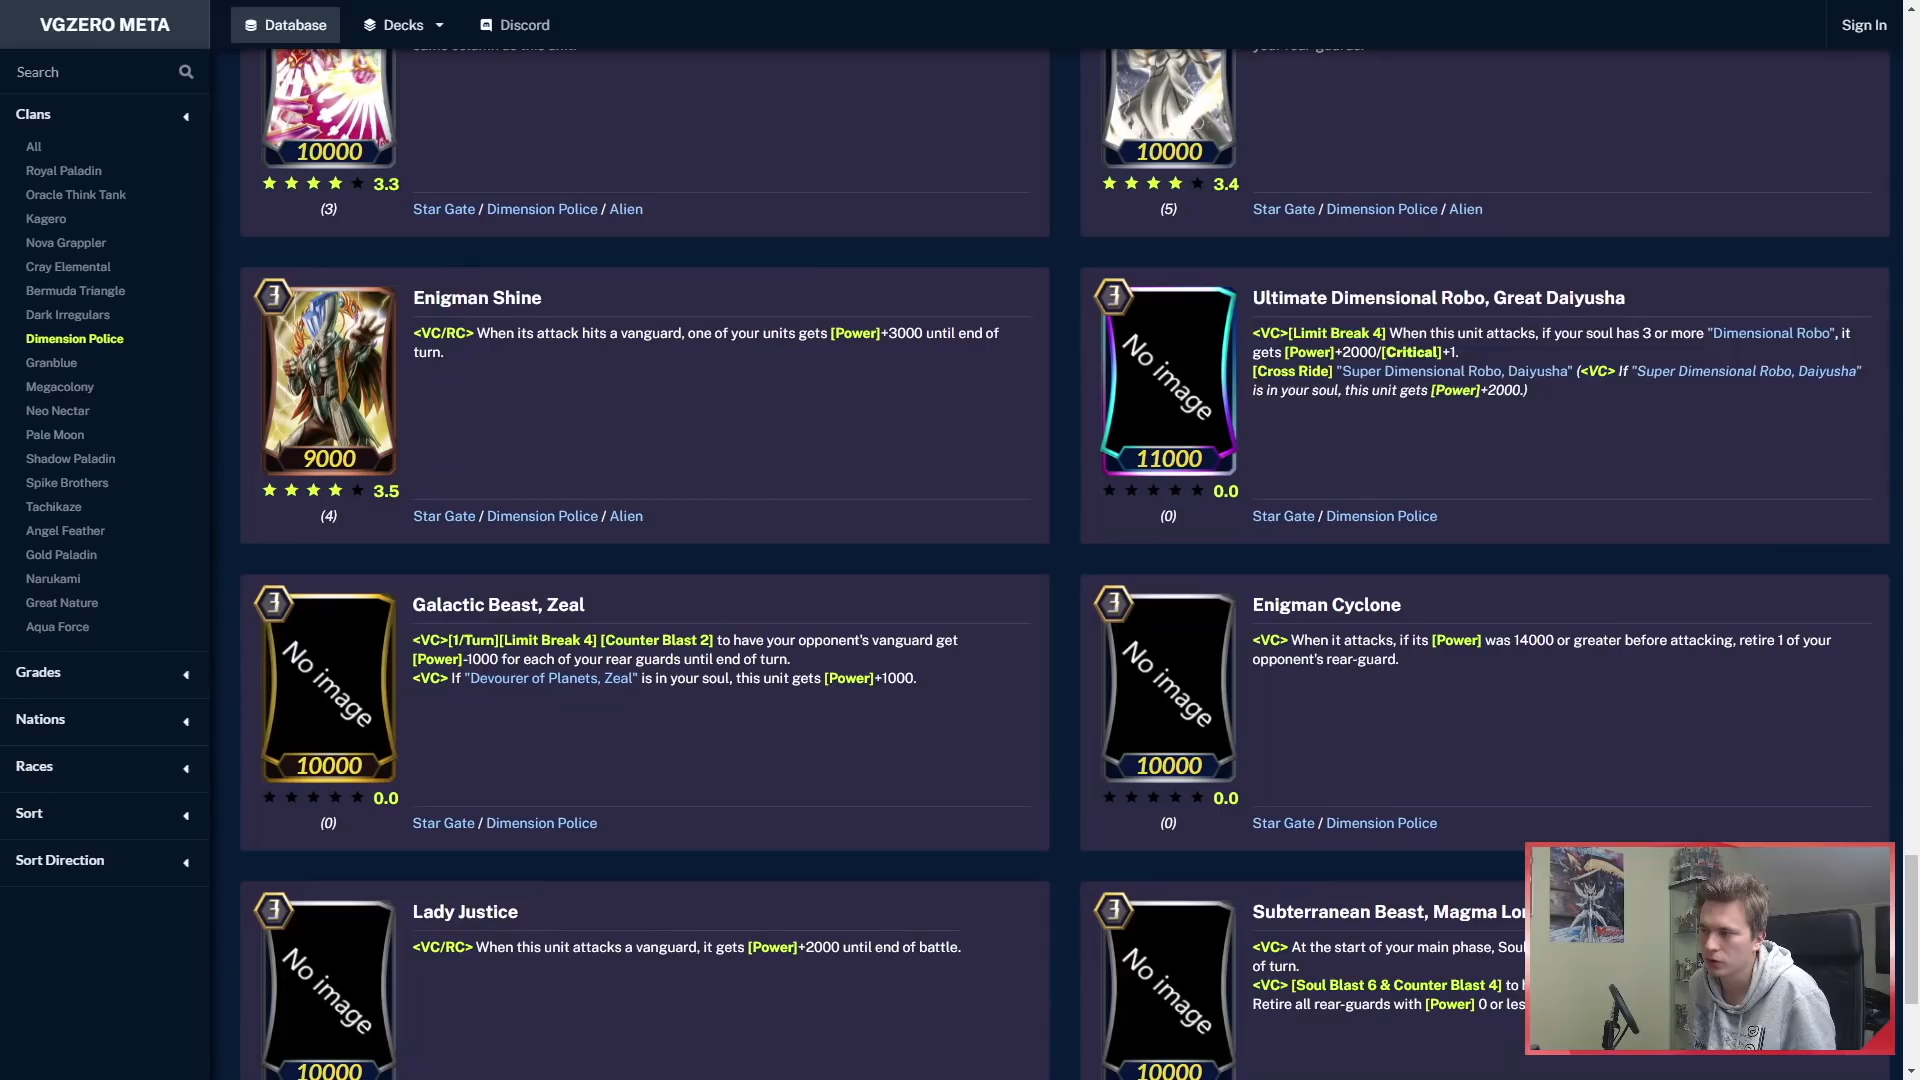 VGZERO META
Database
Decks
Discord
Sign In
Search
Clans
All
Royal Paladin
Oracle Think Tank
Kagero
Nova Grappler
Cray Elemental
Bermuda Triangle
Dark Irregulars
Dimension Police
Granblue
Megacolony
Neo Nectar
Pale Moon
Shadow Paladin
Spike Brothers
Tachikaze
Angel Feather
Gold Paladin
Narukami
Great Nature
Aqua Force
Grades
Nations
Races
Sort
Sort Direction
10000
3.3
(3)
Star Gate / Dimension Police / Alien
your rear guards.
10000
3.4
(5)
Star Gate / Dimension Police / Alien
3
Enigman Shine
<VC/RC> When its attack hits a vanguard, one of your units gets [Power]+3000 until end of
turn.
9000
3.5
(4)
Star Gate / Dimension Police / Alien
3
Ultimate Dimensional Robo, Great Daiyusha
<VC>[Limit Break 4] When this unit attacks, if your soul has 3 or more "Dimensional Robo", it
gets [Power]+2000/[Critical]+1.
[Cross Ride] "Super Dimensional Robo, Daiyusha" (<VC> If "Super Dimensional Robo, Daiyusha"
is in your soul, this unit gets [Power]+2000.)
No image
11000
0.0
(0)
Star Gate / Dimension Police
3
Galactic Beast, Zeal
<VC>[1/Turn][Limit Break 4] [Counter Blast 2] to have your opponent's vanguard get
[Power]-1000 for each of your rear guards until end of turn.
<VC> If "Devourer of Planets, Zeal" is in your soul, this unit gets [Power]+1000.
No image
10000
0.0
(0)
Star Gate / Dimension Police
3
Enigman Cyclone
<VC> When it attacks, if its [Power] was 14000 or greater before attacking, retire 1 of your
opponent's rear-guard.
No image
10000
0.0
(0)
Star Gate / Dimension Police
3
Lady Justice
<VC/RC> When this unit attacks a vanguard, it gets [Power]+2000 until end of battle.
No image
10000
3
Subterranean Beast, Magma Lor
<VC> At the start of your main phase, Soul
of turn.
<VC> [Soul Blast 6 & Counter Blast 4] to
Retire all rear-guards with [Power] 0 or les
No image
10000